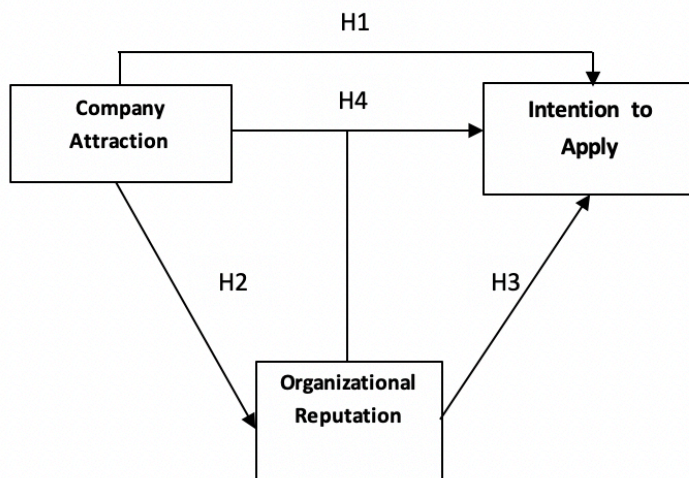 H1
Company
Attraction
H4
Intention to
Apply
H2
H3
Organizational
Reputation